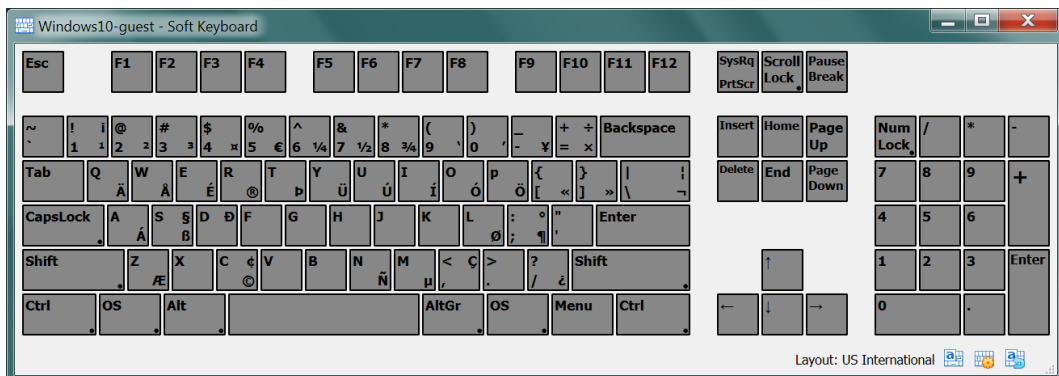 Windows10-guest - Soft Keyboard
Esc F1 F2 F3 F4 F5 F6 F7 F8 F9 F10 F11 F12 SysRq Scroll Pause
PrtScr Lock Break
~ ! ¡ @ # $ % ^ & * ( ) _ + ÷ Backspace Insert Home Page Num / * -
` 1 ¹ 2 ² 3 ³ 4 ¤ 5 € 6 ¼ 7 ½ 8 ¾ 9 ‘ 0 ’ - ¥ = × Up Lock
Tab Q W E R T Y U I O p { } | ¦ Delete End Page 7 8 9 +
Ä Å É ® Þ Ü Ú Í Ó Ö [ « ] » \ ¬ Down
CapsLock A S § D Ð F G H J K L : ° " Enter 4 5 6
Á ß Ø ; ¶ '
Shift Z X C ¢ V B N M < Ç > ? Shift ↑ 1 2 3 Enter
Æ © Ñ µ , . / ¿
Ctrl OS Alt AltGr OS Menu Ctrl ← ↓ → 0 .
Layout: US International